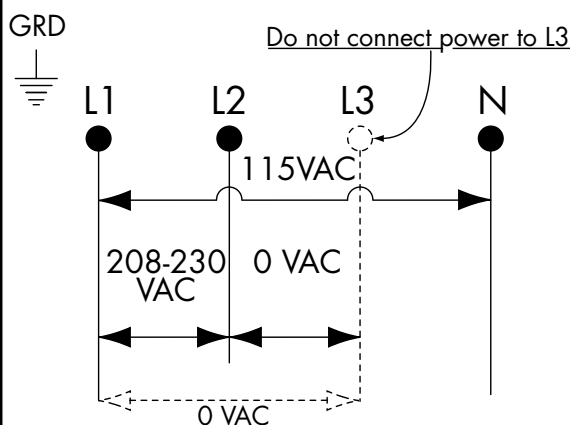 GRD
Do not connect power to L3
L1
L2
L3
N
115VAC
208-230
VAC
0 VAC
0 VAC